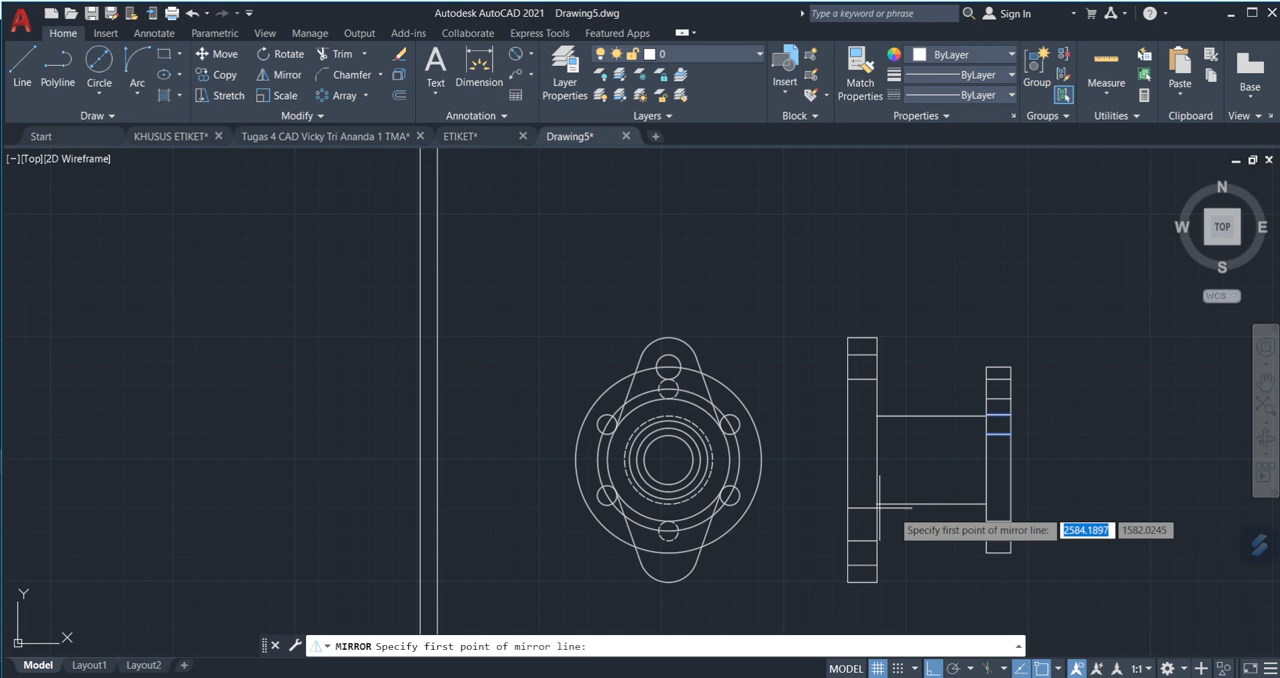 Autodesk AutoCAD 2021 Drawing5.dwg
Type a keyword or phrase
Sign In
Home Insert Annotate Parametric View Manage Output Add-ins Collaborate Express Tools Featured Apps
Line
Polyline
Circle
Arc
Draw
Move
Copy
Stretch
Rotate
Mirror
Scale
Trim
Chamfer
Array
Modify
Text
Dimension
Annotation
Layer
Properties
0
Layers
Insert
Block
Match
Properties
ByLayer
ByLayer
ByLayer
Properties
Group
Groups
Measure
Utilities
Paste
Clipboard
Base
View
Start KHUSUS ETIKET* Tugas 4 CAD Vicky Tri Ananda 1 TMA* ETIKET* Drawing5*
[−][Top][2D Wireframe]
N
W TOP E
S
WCS
Specify first point of mirror line: 2584.1897 1582.0245
Y
X
MIRROR Specify first point of mirror line:
Model Layout1 Layout2
MODEL 1:1